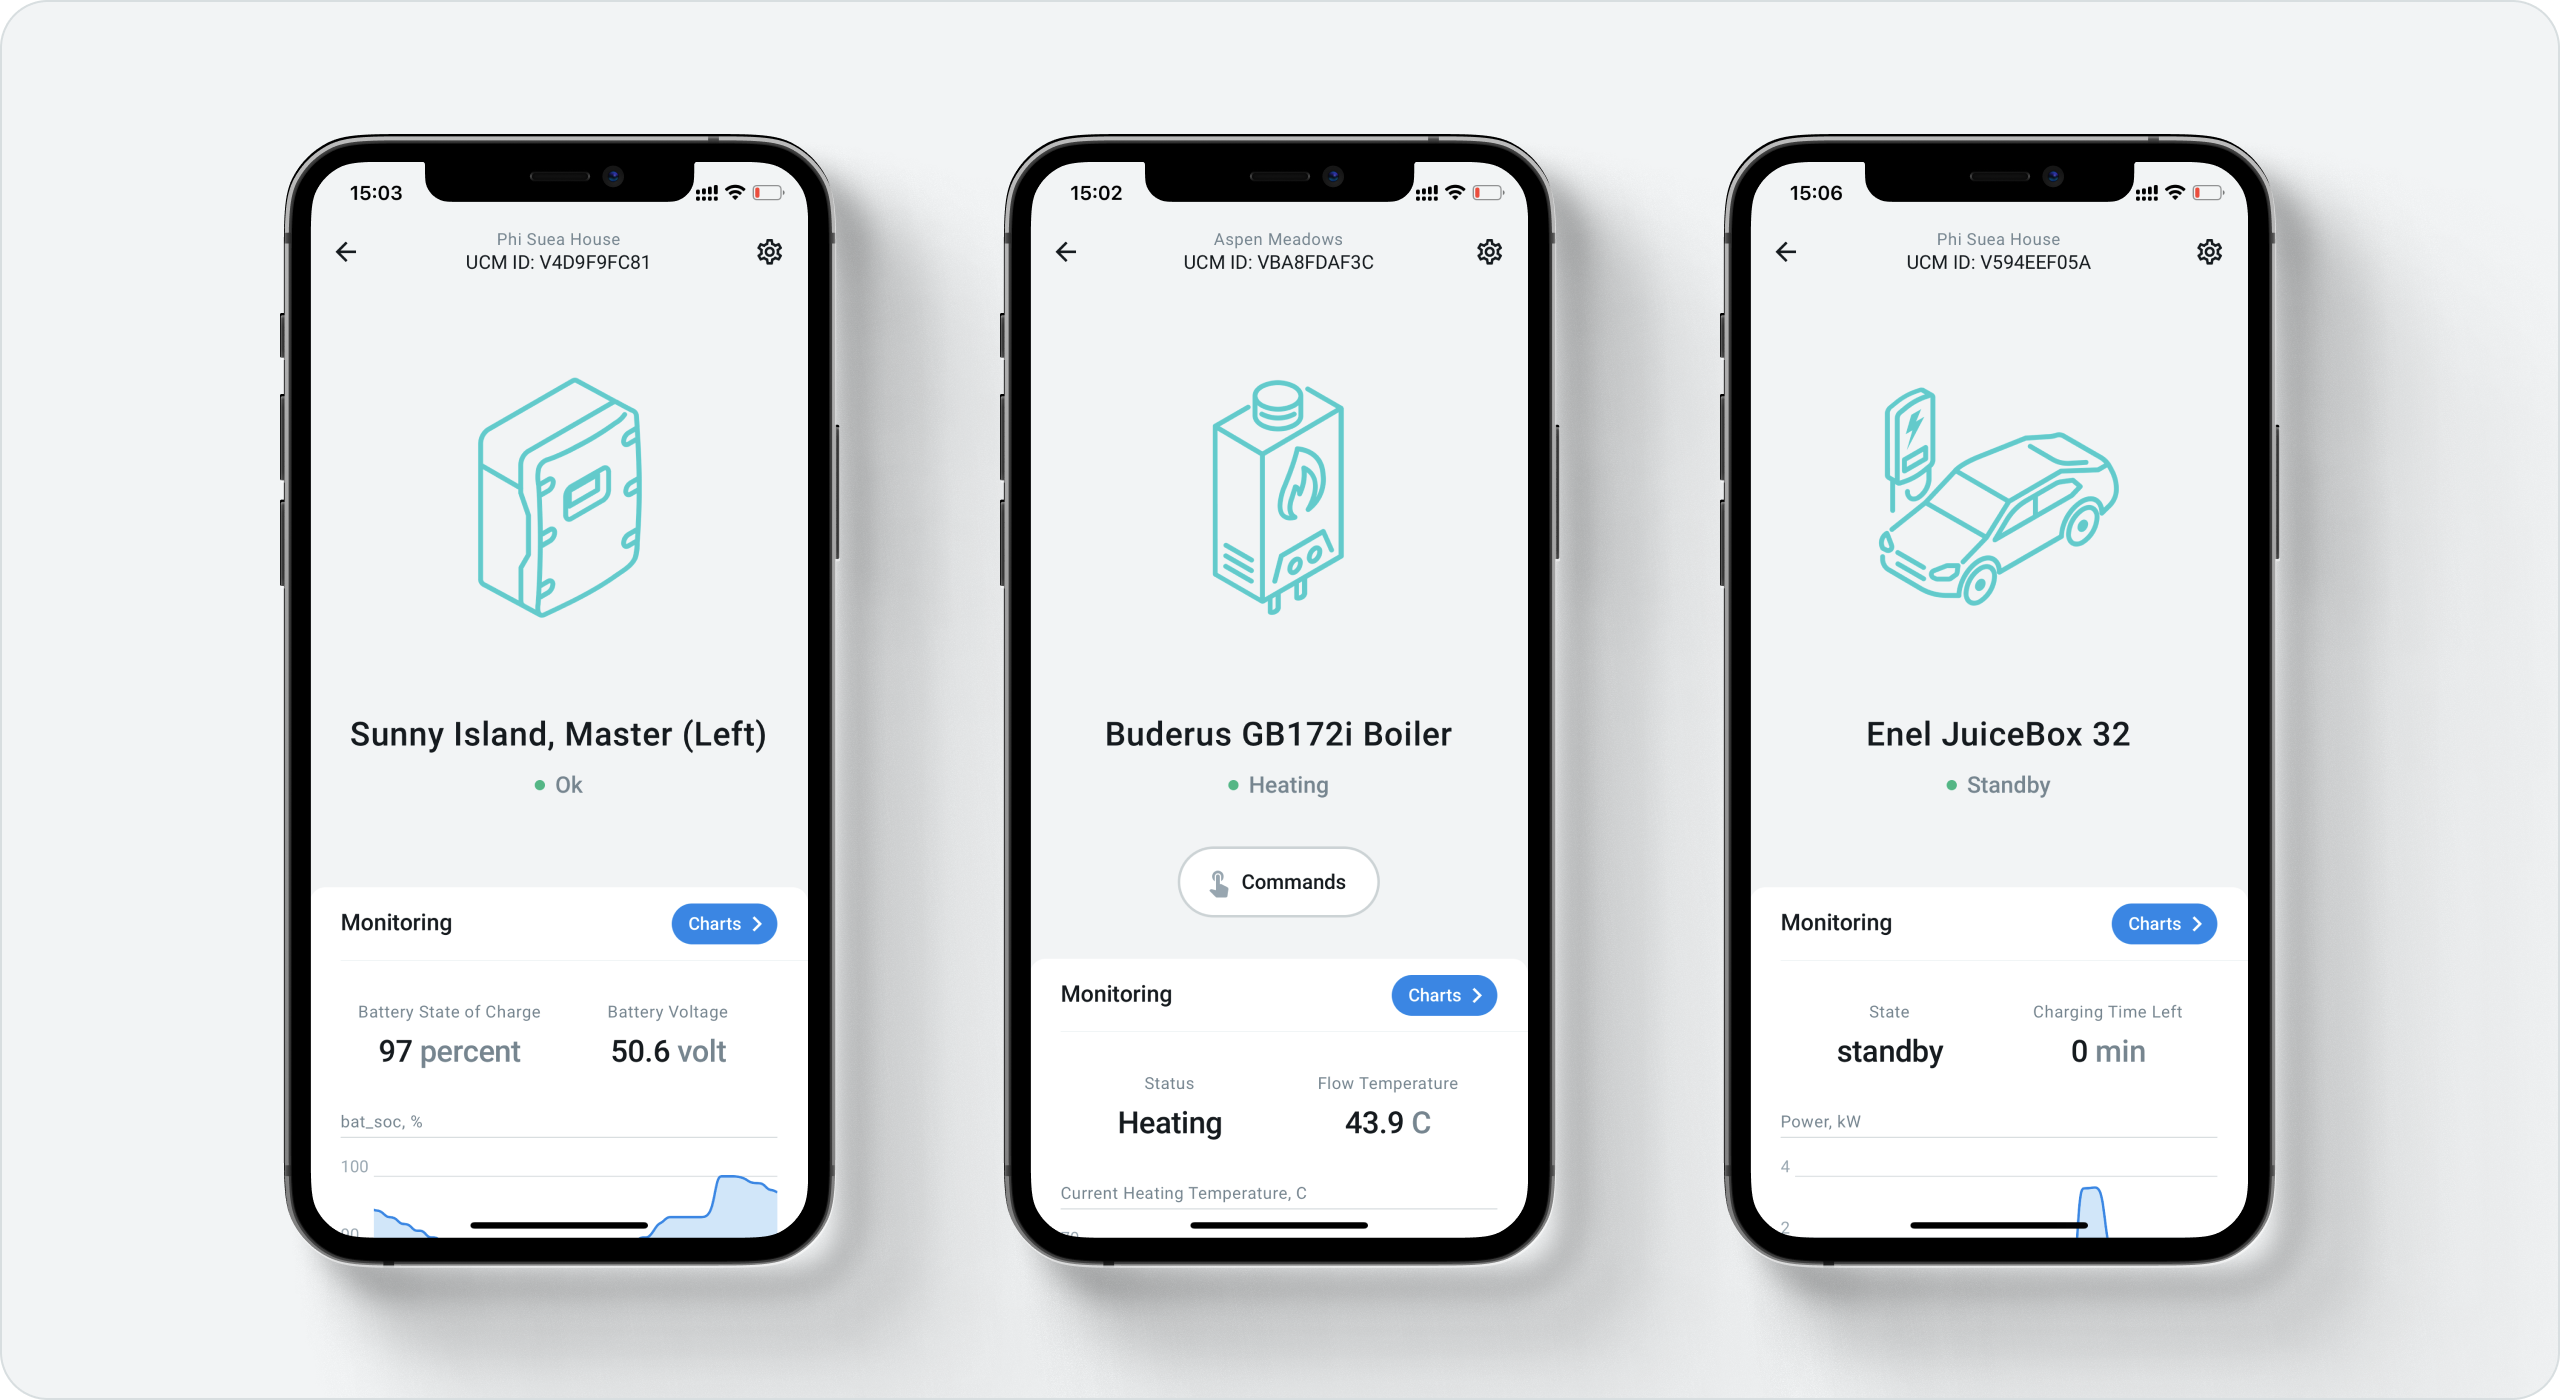 15:03
Phi Suea House
UCM ID: V4D9F9FC81
Sunny Island, Master (Left)
Ok
Monitoring
Charts
Battery State of Charge
Battery Voltage
97 percent
50.6 volt
bat_soc, %
100
90
15:02
Aspen Meadows
UCM ID: VBA8FDAF3C
Buderus GB172i Boiler
Heating
Commands
Monitoring
Charts
Status
Flow Temperature
Heating
43.9 C
Current Heating Temperature, C
15:06
Phi Suea House
UCM ID: V594EEF05A
Enel JuiceBox 32
Standby
Monitoring
Charts
State
Charging Time Left
standby
0 min
Power, kW
4
2